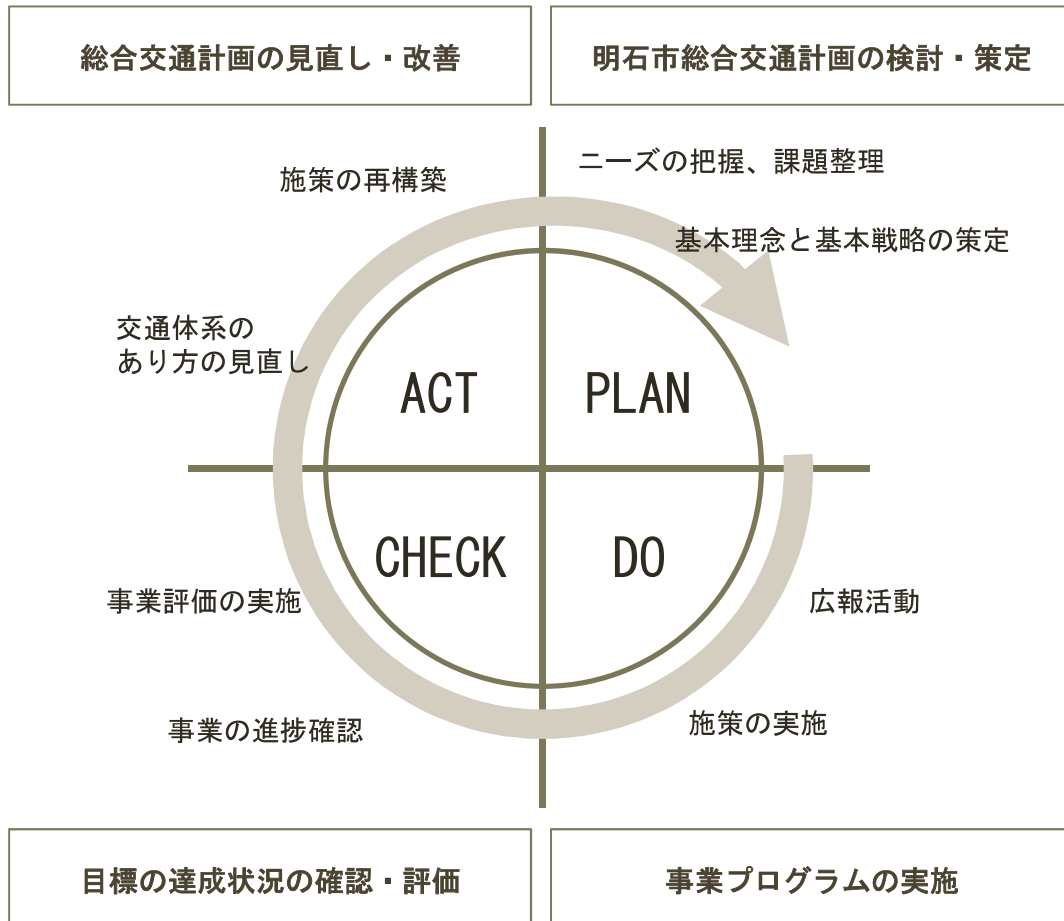 総合交通計画の見直し・改善
明石市総合交通計画の検討・策定
施策の再構築
ニーズの把握、課題整理
基本理念と基本戦略の策定
交通体系の
あり方の見直し
ACT
PLAN
CHECK
DO
事業評価の実施
広報活動
事業の進捗確認
施策の実施
目標の達成状況の確認・評価
事業プログラムの実施